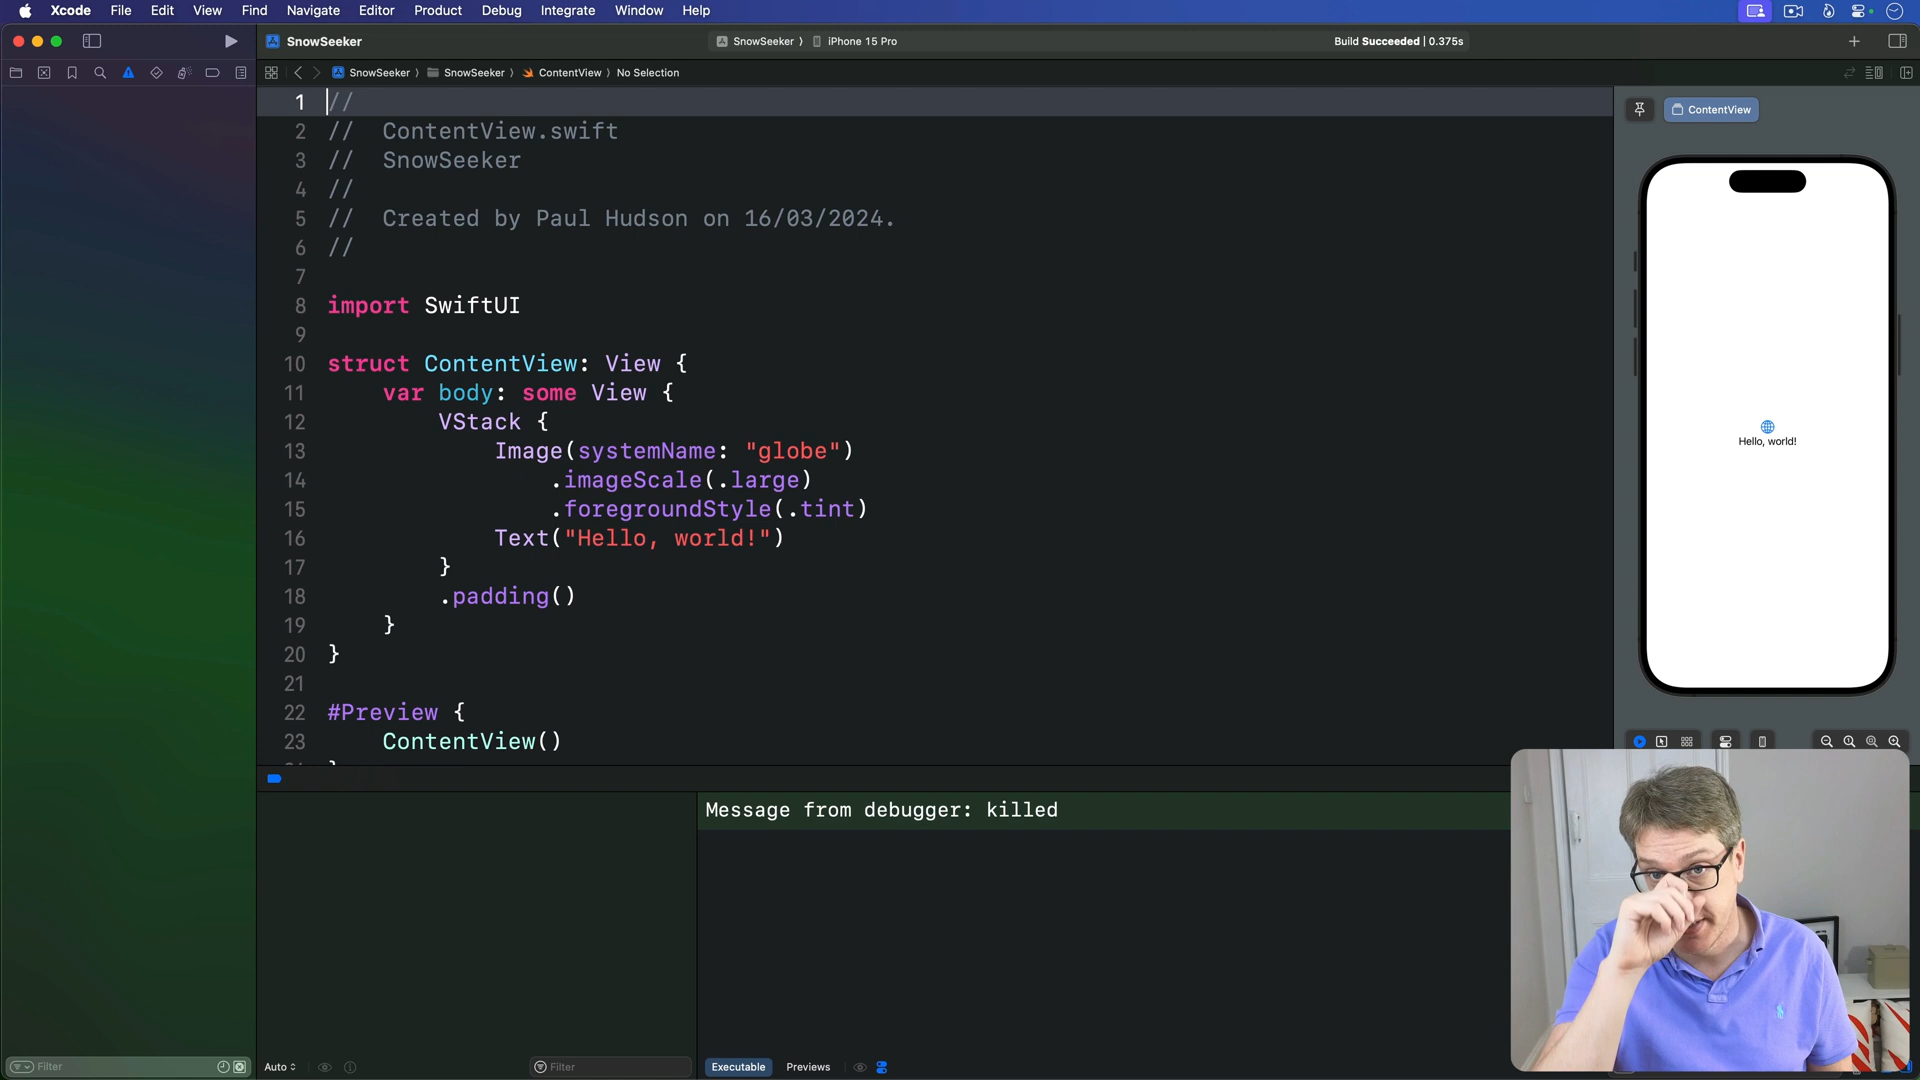 Xcode File Edit View Find Navigate Editor Product Debug Integrate Window Help
SnowSeeker
SnowSeeker 〉 iPhone 15 Pro
Build Succeeded | 0.375s
SnowSeeker 〉 SnowSeeker 〉 ContentView 〉 No Selection
1 //
2 //  ContentView.swift
3 //  SnowSeeker
4 //
5 //  Created by Paul Hudson on 16/03/2024.
6 //
7
8 import SwiftUI
9
10 struct ContentView: View {
11     var body: some View {
12         VStack {
13             Image(systemName: "globe")
14                 .imageScale(.large)
15                 .foregroundStyle(.tint)
16             Text("Hello, world!")
17         }
18         .padding()
19     }
20 }
21
22 #Preview {
23     ContentView()
ContentView
Hello, world!
Message from debugger: killed
Filter
Auto
Filter
Executable
Previews